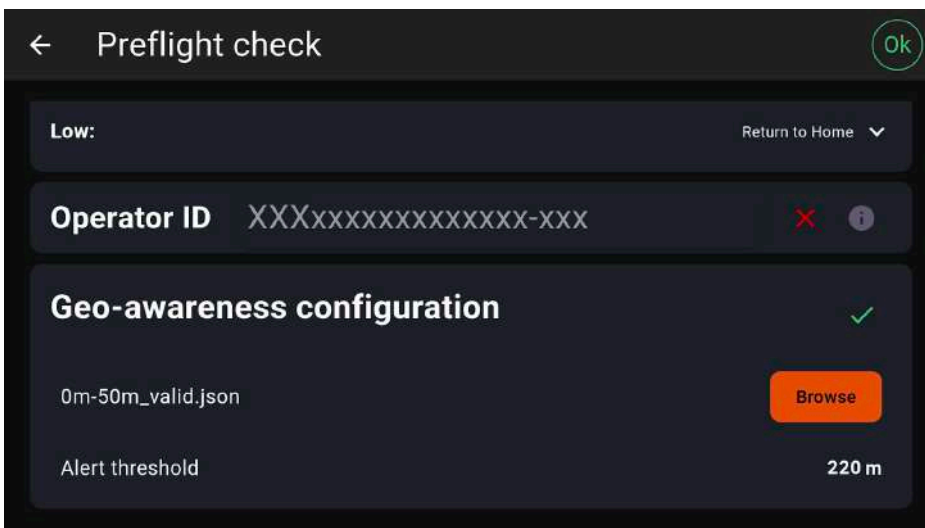 Preflight check
Ok
Low:
Return to Home
Operator ID
XXXxxxxxxxxxxxxx-xxx
Geo-awareness configuration
0m-50m_valid.json
Browse
Alert threshold
220 m